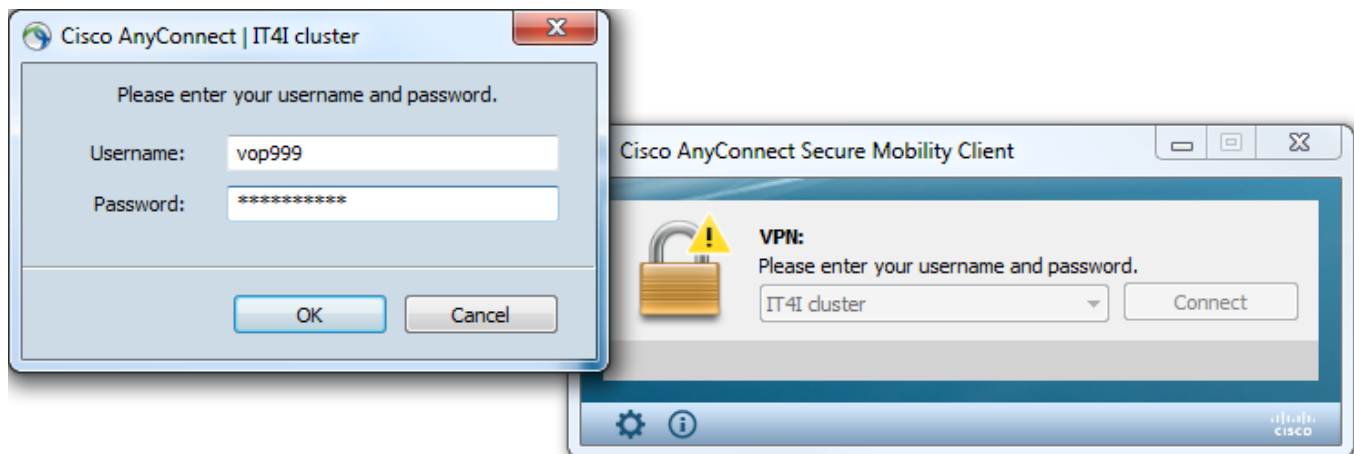 Cisco AnyConnect | IT4I cluster
Please enter your username and password.
Username: vop999
Password: **********
OK Cancel
Cisco AnyConnect Secure Mobility Client
VPN:
Please enter your username and password.
IT4I cluster Connect
CISCO